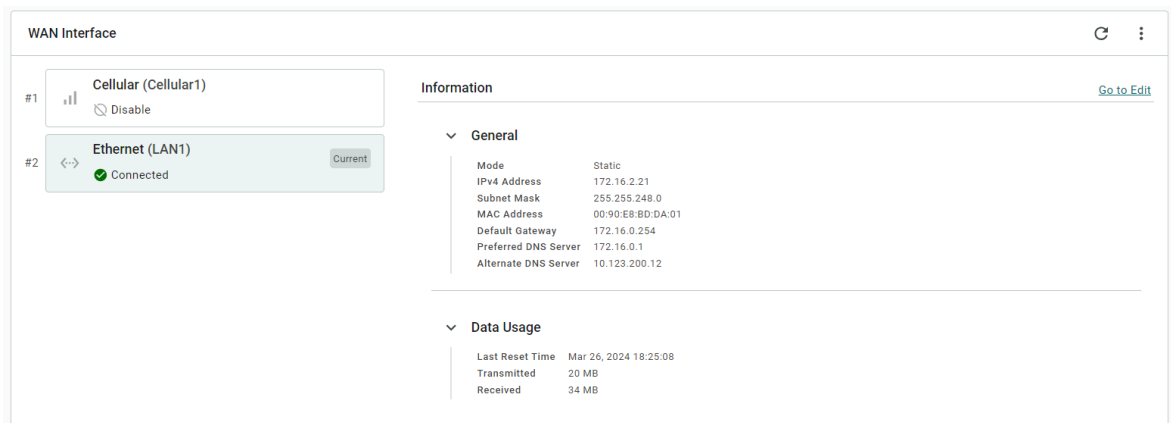 WAN Interface
#1
Cellular (Cellular1)
Disable
#2
Ethernet (LAN1)
Current
Connected
Information
Go to Edit
General
Mode Static
IPv4 Address 172.16.2.21
Subnet Mask 255.255.248.0
MAC Address 00:90:E8:BD:DA:01
Default Gateway 172.16.0.254
Preferred DNS Server 172.16.0.1
Alternate DNS Server 10.123.200.12
Data Usage
Last Reset Time Mar 26, 2024 18:25:08
Transmitted 20 MB
Received 34 MB